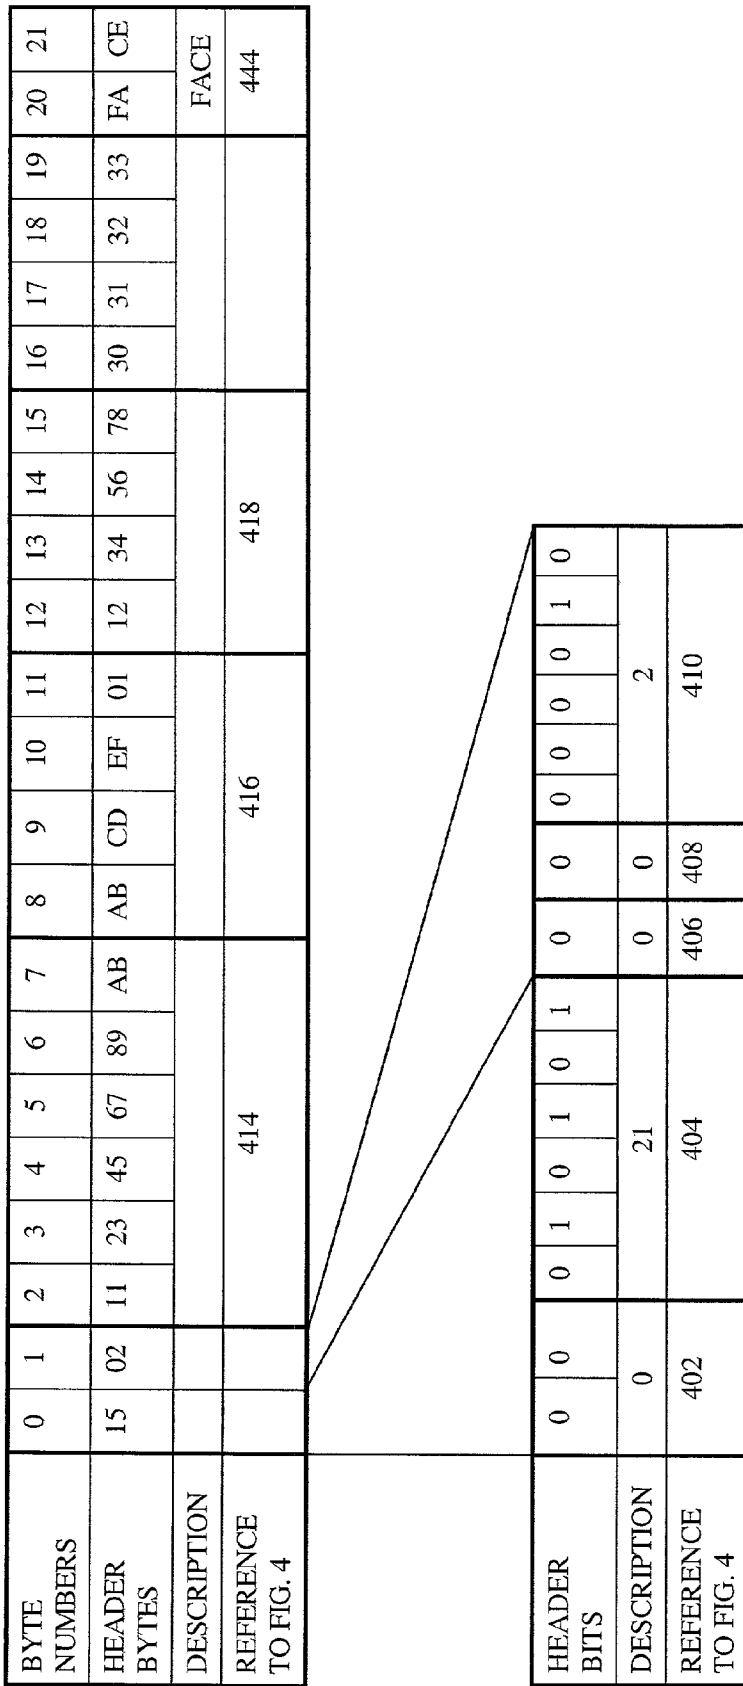 BYTE NUMBERS 0 1 2 3 4 5 6 7 8 9 10 11 12 13 14 15 16 17 18 19 20 21
HEADER BYTES 15 02 11 23 45 67 89 AB AB CD EF 01 12 34 56 78 30 31 32 33 FA CE
DESCRIPTION FACE
REFERENCE TO FIG. 4 414 416 418 444
HEADER BITS 0 0 0 1 0 1 0 1 0 0 0 0 0 0 1 0
DESCRIPTION 0 21 0 0 2
REFERENCE TO FIG. 4 402 404 406 408 410